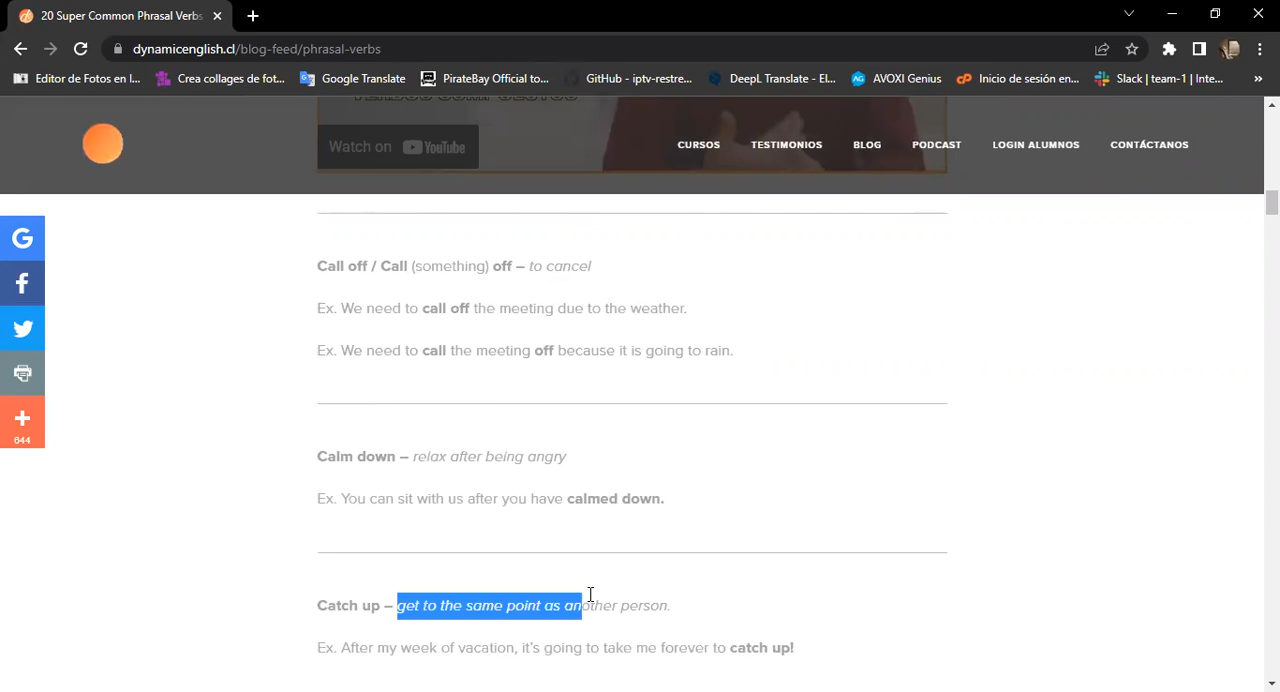 20 Super Common Phrasal Verbs
dynamicenglish.cl/blog-feed/phrasal-verbs
Editor de Fotos en l...
Crea collages de fot...
Google Translate
PirateBay Official to...
GitHub - iptv-restre...
DeepL Translate - El...
AVOXI Genius
Inicio de sesión en...
Slack | team-1 | Inte...
Watch on YouTube
CURSOS
TESTIMONIOS
BLOG
PODCAST
LOGIN ALUMNOS
CONTÁCTANOS
644
Call off / Call (something) off – to cancel
Ex. We need to call off the meeting due to the weather.
Ex. We need to call the meeting off because it is going to rain.
Calm down – relax after being angry
Ex. You can sit with us after you have calmed down.
Catch up – get to the same point as another person.
Ex. After my week of vacation, it's going to take me forever to catch up!